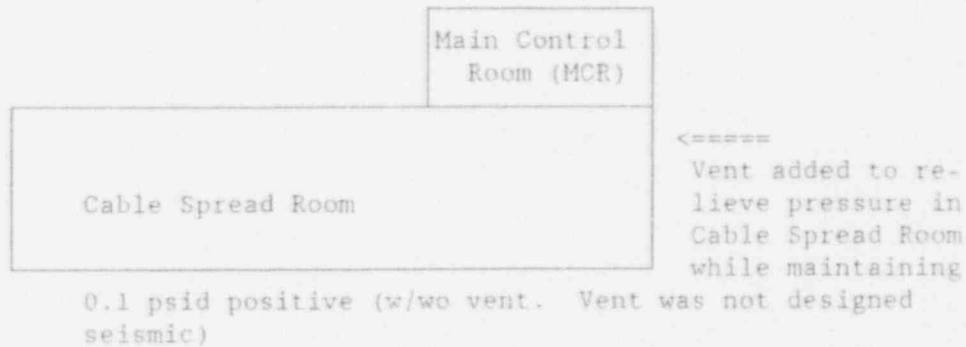 Main Control
Room (MCR)
<=====
Vent added to re-
lieve pressure in
Cable Spread Room
Cable Spread Room
while maintaining
0.1 psid positive (w/wo vent. Vent was not designed
seismic)